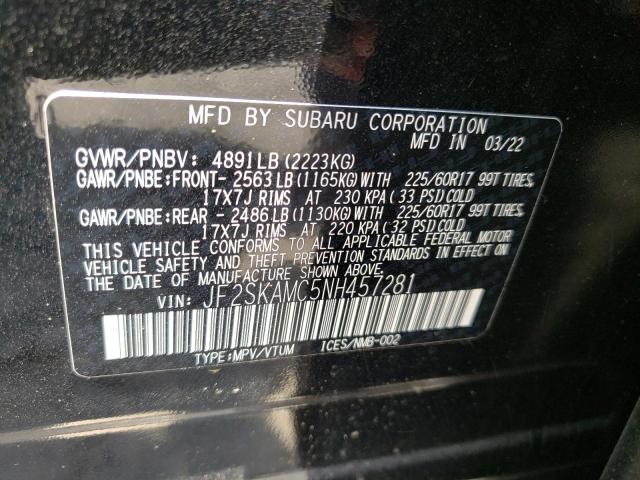 MFD BY SUBARU CORPORATION
MFD IN 03/22
GVWR/PNBV: 4891LB(2223KG)
GAWR/PNBE:FRONT- 2563LB(1165KG)WITH 225/60R17 99T TIRES,
17X7J RIMS AT 230 KPA(33 PSI)COLD
GAWR/PNBE:REAR - 2486LB(1130KG)WITH 225/60R17 99T TIRES,
17X7J RIMS AT 220 KPA(32 PSI)COLD
THIS VEHICLE CONFORMS TO ALL APPLICABLE FEDERAL MOTOR
VEHICLE SAFETY AND THEFT PREVENTION STANDARDS IN EFFECT ON
THE DATE OF MANUFACTURE SHOWN ABOVE.
VIN: JF2SKAMC5NH457281
TYPE:MPV/VTUM ICES/NMB-002